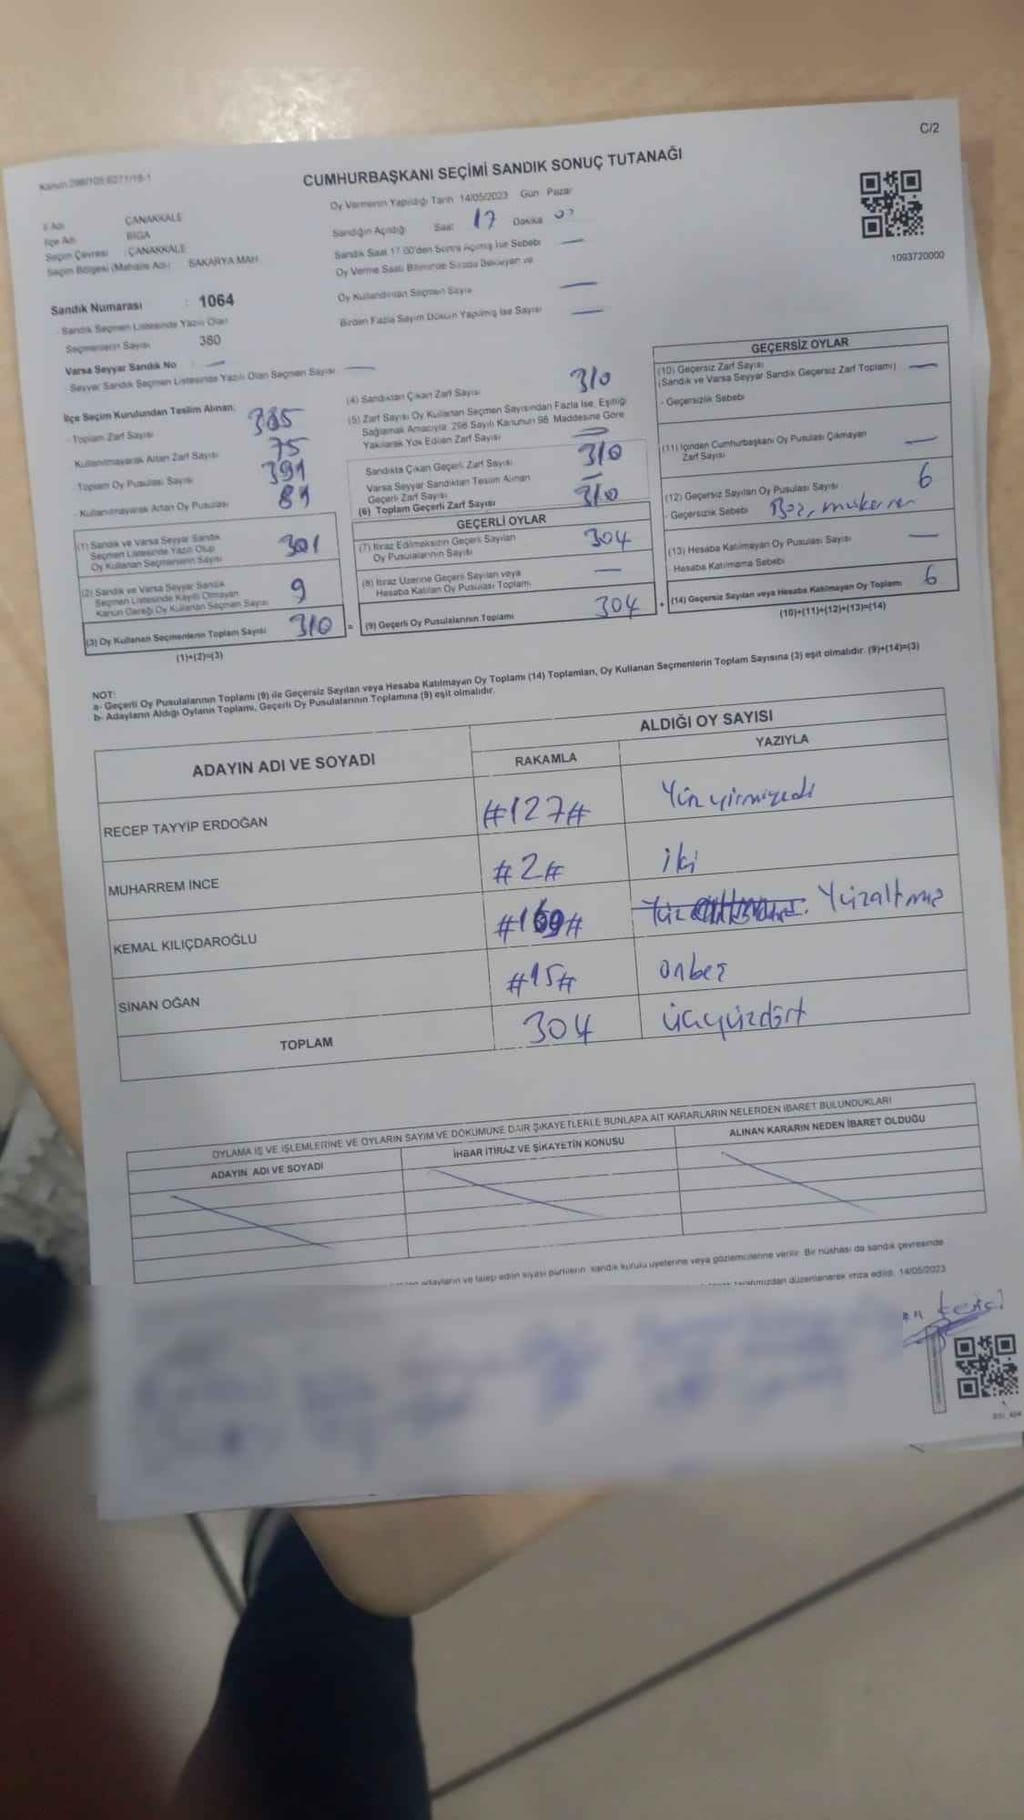 Kanun 298/105 6271/18-1
C/2
CUMHURBAŞKANI SEÇİMİ SANDIK SONUÇ TUTANAĞI
İl Adı ÇANAKKALE
İlçe Adı BİGA
Seçim Çevresi : ÇANAKKALE
Seçim Bölgesi (Mahalle Adı) SAKARYA MAH
Sandık Numarası : 1064
Sandık Seçmen Listesinde Yazılı Olan
Seçmenlerin Sayısı 380
Varsa Seyyar Sandık No —
Seyyar Sandık Seçmen Listesinde Yazılı Olan Seçmen Sayısı —
Oy Vermenin Yapıldığı Tarih 14/05/2023 Gün Pazar
Sandığın Açıldığı Saat 17 Dakika
Sandık Saat 17.00'den Sonra Açılmış İse Sebebi —
Oy Verme Saati Bitiminde Sırada Bekleyen ve
Oy Kullandırılan Seçmen Sayısı —
Birden Fazla Sayım Döküm Yapılmış İse Sayısı —
1093720000
İlçe Seçim Kurulundan Teslim Alınan;
- Toplam Zarf Sayısı 385
Kullanılmayarak Artan Zarf Sayısı 75
- Toplam Oy Pusulası Sayısı 391
- Kullanılmayarak Artan Oy Pusulası 81
(1) Sandık ve Varsa Seyyar Sandık
Seçmen Listesinde Yazılı Olup
Oy Kullanan Seçmenlerin Sayısı 301
(2) Sandık ve Varsa Seyyar Sandık
Seçmen Listesinde Kayıtlı Olmayan
Kanun Gereği Oy Kullanan Seçmen Sayısı 9
(3) Oy Kullanan Seçmenlerin Toplam Sayısı 310
(1)+(2)=(3)
(4) Sandıktan Çıkan Zarf Sayısı 310
(5) Zarf Sayısı Oy Kullanan Seçmen Sayısından Fazla İse, Eşitliği
Sağlamak Amacıyla, 298 Sayılı Kanunun 98. Maddesine Göre
Yakılarak Yok Edilen Zarf Sayısı —
Sandıkta Çıkan Geçerli Zarf Sayısı 310
Varsa Seyyar Sandıktan Teslim Alınan
Geçerli Zarf Sayısı —
(6) Toplam Geçerli Zarf Sayısı 310
GEÇERLİ OYLAR
(7) İtiraz Edilmeksizin Geçerli Sayılan
Oy Pusulalarının Sayısı 304
(8) İtiraz Üzerine Geçerli Sayılan veya
Hesaba Katılan Oy Pusulası Toplamı —
= (9) Geçerli Oy Pusulalarının Toplamı 304
GEÇERSİZ OYLAR
(10) Geçersiz Zarf Sayısı
(Sandık ve Varsa Seyyar Sandık Geçersiz Zarf Toplamı) —
- Geçersizlik Sebebi
(11) İçinden Cumhurbaşkanı Oy Pusulası Çıkmayan
Zarf Sayısı —
(12) Geçersiz Sayılan Oy Pusulası Sayısı 6
- Geçersizlik Sebebi Boş, mükerrer
(13) Hesaba Katılmayan Oy Pusulası Sayısı —
Hesaba Katılmama Sebebi
+ (14) Geçersiz Sayılan veya Hesaba Katılmayan Oy Toplamı 6
(10)+(11)+(12)+(13)=(14)
NOT:
a- Geçerli Oy Pusulalarının Toplamı (9) ile Geçersiz Sayılan veya Hesaba Katılmayan Oy Toplamı (14) Toplamları, Oy Kullanan Seçmenlerin Toplam Sayısına (3) eşit olmalıdır. (9)+(14)=(3)
b- Adayların Aldığı Oyların Toplamı, Geçerli Oy Pusulalarının Toplamına (9) eşit olmalıdır.
ADAYIN ADI VE SOYADI
ALDIĞI OY SAYISI
RAKAMLA YAZIYLA
RECEP TAYYİP ERDOĞAN #127# Yüzyirmiyedi
MUHARREM İNCE #2# iki
KEMAL KILIÇDAROĞLU #160# Yüzaltmış
SİNAN OĞAN #15# onbeş
TOPLAM 304 üçyüzdört
OYLAMA İŞ VE İŞLEMLERİNE VE OYLARIN SAYIM VE DÖKÜMÜNE DAİR ŞİKAYETLERLE BUNLARA AİT KARARLARIN NELERDEN İBARET BULUNDUKLARI
ADAYIN ADI VE SOYADI
İHBAR İTİRAZ VE ŞİKAYETİN KONUSU
ALINAN KARARIN NEDEN İBARET OLDUĞU
adayların ve talep eden siyasi partilerin sandık kurulu üyelerine veya gözlemcilerine verilir. Bir nüshası da sandık çevresinde
tarafımızdan düzenlenerek imza edildi. 14/05/2023